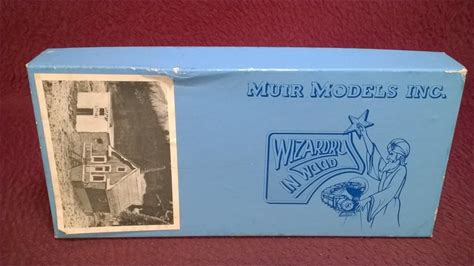 MUIR MODELS INC.
WIZARDRY
IN WOOD